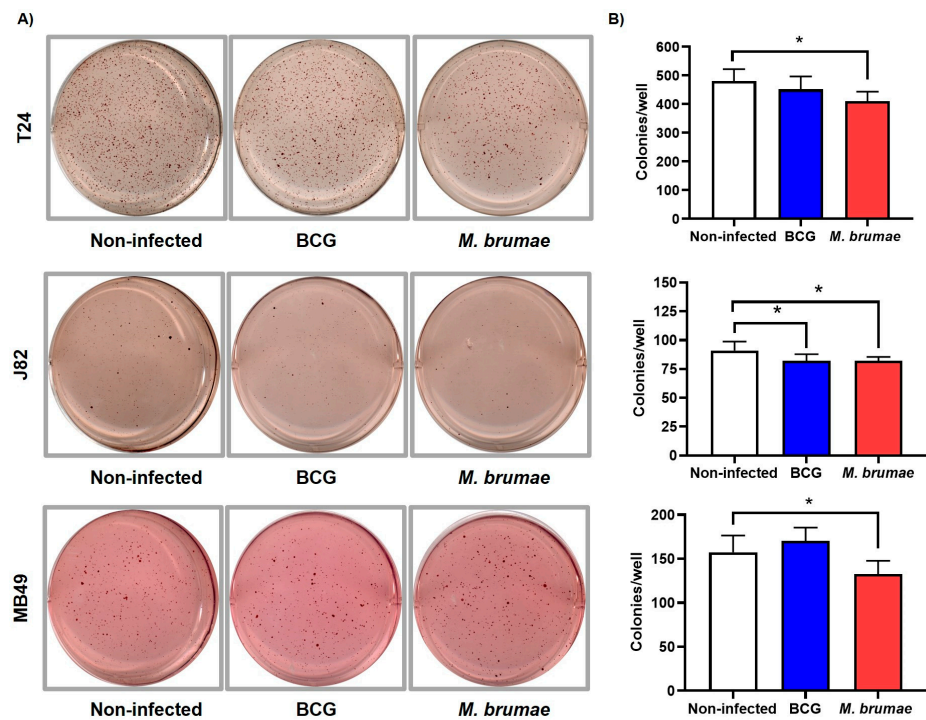 A)
B)
T24
Non-infected
BCG
M. brumae
Colonies/well
600
500
400
300
200
100
0
*
Non-infected
BCG
M. brumae
J82
Non-infected
BCG
M. brumae
Colonies/well
150
125
100
75
50
25
0
*
*
Non-infected
BCG
M. brumae
MB49
Non-infected
BCG
M. brumae
Colonies/well
200
150
100
50
0
*
Non-infected
BCG
M. brumae